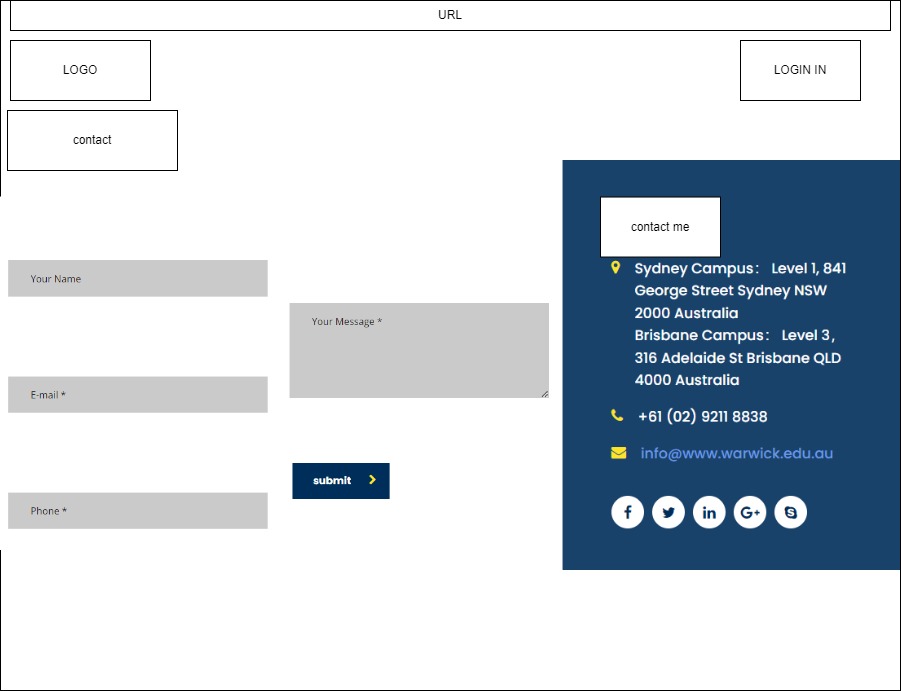 URL
LOGO
LOGIN IN
contact
contact me
Your Name
E-mail *
Phone *
Your Message *
submit
Sydney Campus： Level 1, 841
George Street Sydney NSW
2000 Australia
Brisbane Campus： Level 3 ,
316 Adelaide St Brisbane QLD
4000 Australia
+61 (02) 9211 8838
info@www.warwick.edu.au
f in G+ S